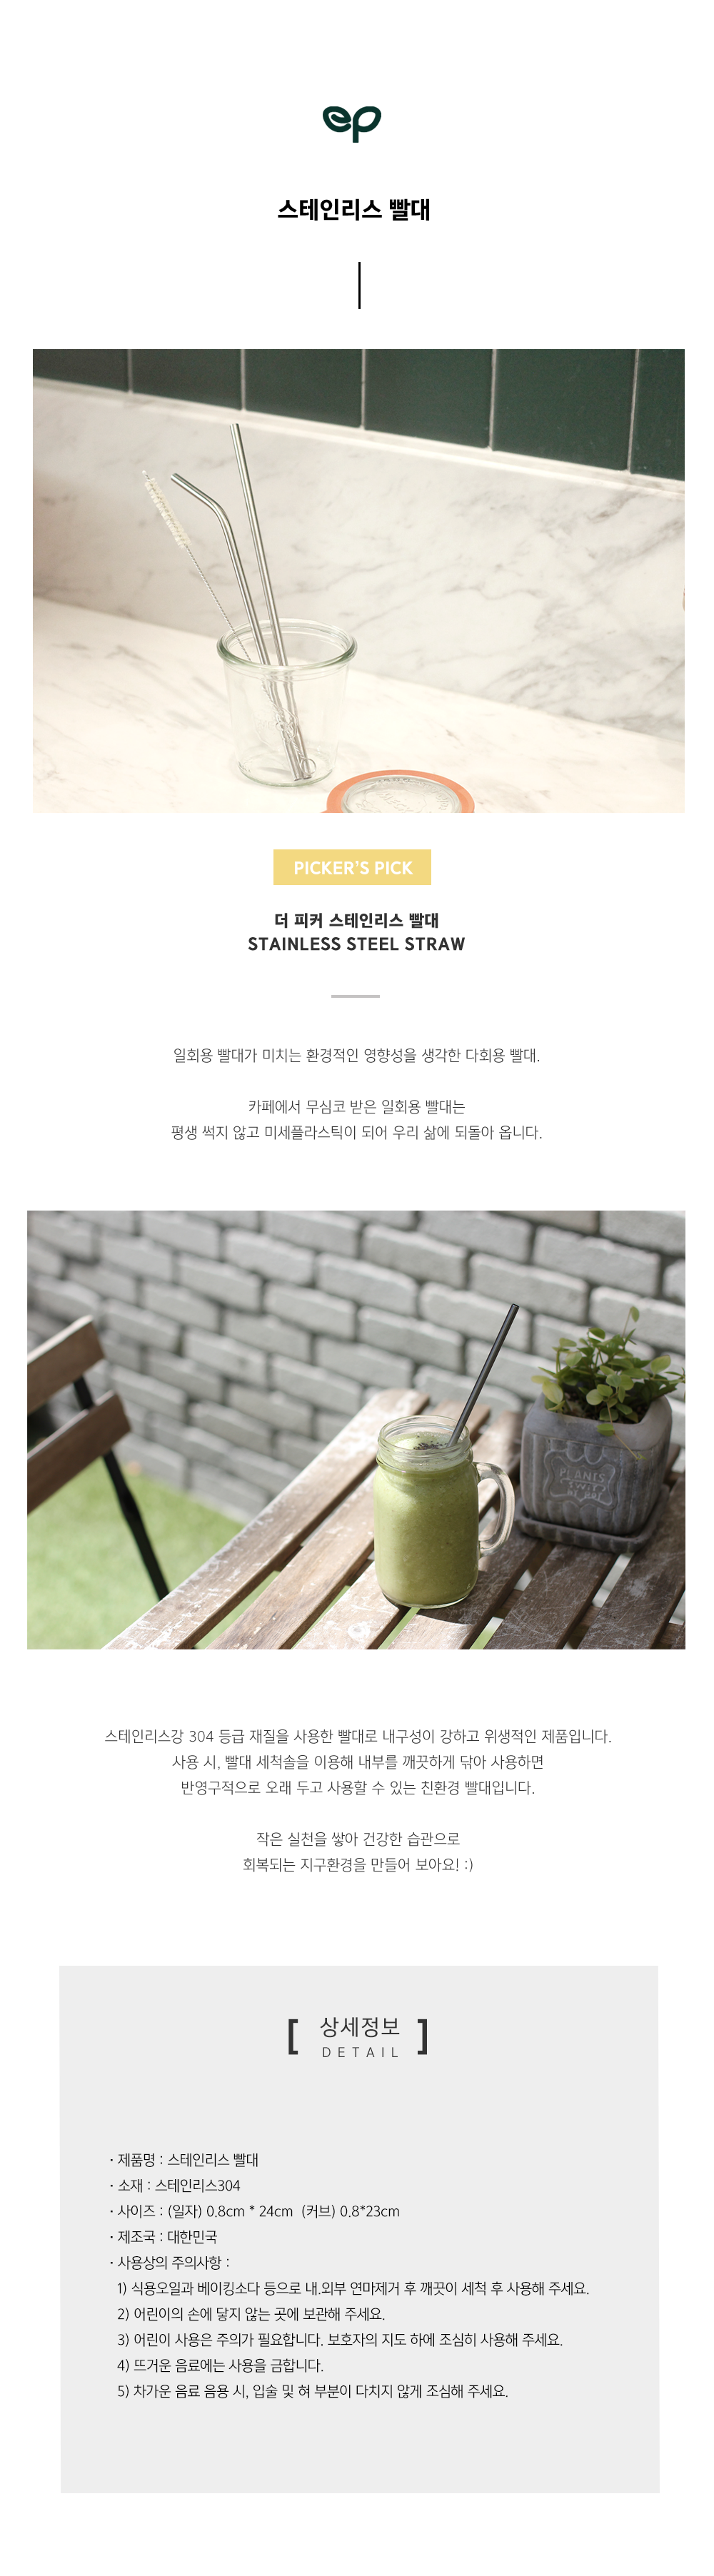 ep
스테인리스 빨대
PICKER'S PICK
더 피커 스테인리스 빨대
STAINLESS STEEL STRAW
일회용 빨대가 미치는 환경적인 영향성을 생각한 다회용 빨대.
카페에서 무심코 받은 일회용 빨대는
평생 썩지 않고 미세플라스틱이 되어 우리 삶에 되돌아 옵니다.
PLANTS
스테인리스강 304 등급 재질을 사용한 빨대로 내구성이 강하고 위생적인 제품입니다.
사용 시, 빨대 세척솔을 이용해 내부를 깨끗하게 닦아 사용하면
반영구적으로 오래 두고 사용할 수 있는 친환경 빨대입니다.
작은 실천을 쌓아 건강한 습관으로
회복되는 지구환경을 만들어 보아요! :)
[ 상세정보 ]
DETAIL
· 제품명 : 스테인리스 빨대
· 소재 : 스테인리스304
· 사이즈 : (일자) 0.8cm * 24cm (커브) 0.8*23cm
· 제조국 : 대한민국
· 사용상의 주의사항 :
1) 식용오일과 베이킹소다 등으로 내.외부 연마제거 후 깨끗이 세척 후 사용해 주세요.
2) 어린이의 손에 닿지 않는 곳에 보관해 주세요.
3) 어린이 사용은 주의가 필요합니다. 보호자의 지도 하에 조심히 사용해 주세요.
4) 뜨거운 음료에는 사용을 금합니다.
5) 차가운 음료 음용 시, 입술 및 혀 부분이 다치지 않게 조심해 주세요.